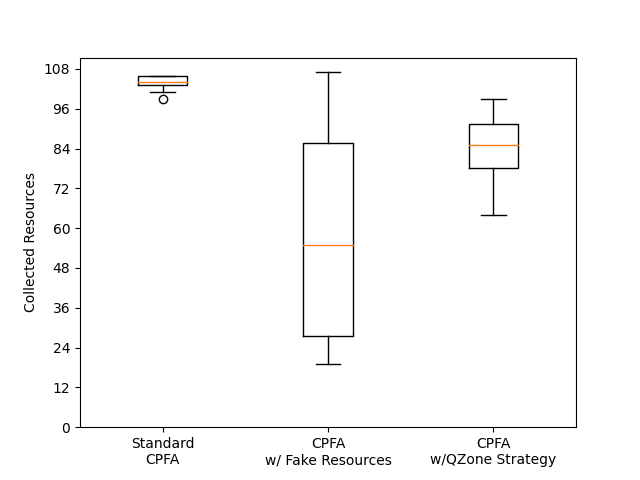 108
96
84
72
60
48
36
24
12
0
Collected Resources
Standard
CPFA
CPFA
w/ Fake Resources
CPFA
w/QZone Strategy